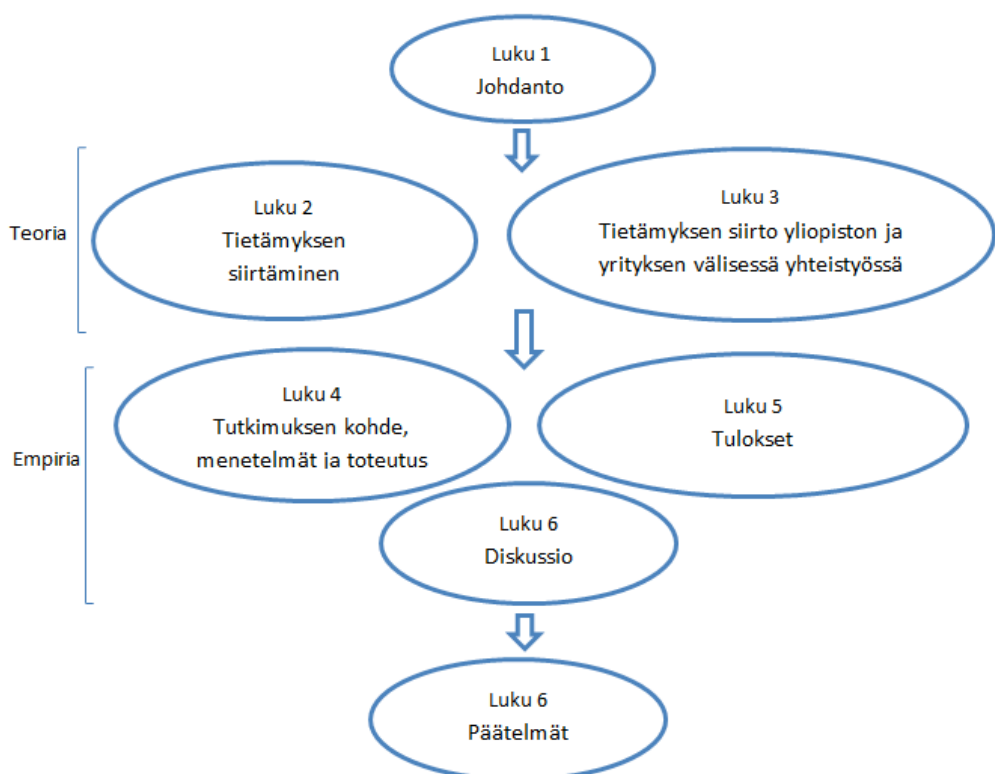 Luku 1
Johdanto
Teoria
Luku 2
Tietämyksen
siirtäminen
Luku 3
Tietämyksen siirto yliopiston ja
yrityksen välisessä yhteistyössä
Empiria
Luku 4
Tutkimuksen kohde,
menetelmät ja toteutus
Luku 5
Tulokset
Luku 6
Diskussio
Luku 6
Päätelmät